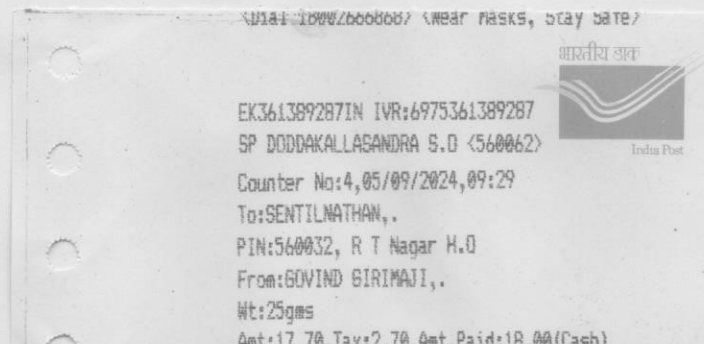 <Dial 18002666868> <Wear Masks, Stay Safe>
भारतीय डाक
EK361389287IN IVR:6975361389287
SP DODDAKALLASANDRA S.O <560062>
India Post
Counter No:4,05/09/2024,09:29
To:SENTILNATHAN,.
PIN:560032, R T Nagar H.O
From:GOVIND GIRIMAJI,.
Wt:25gms
Amt:17.70 Tax:2.70 Amt Paid:18.00(Cash)